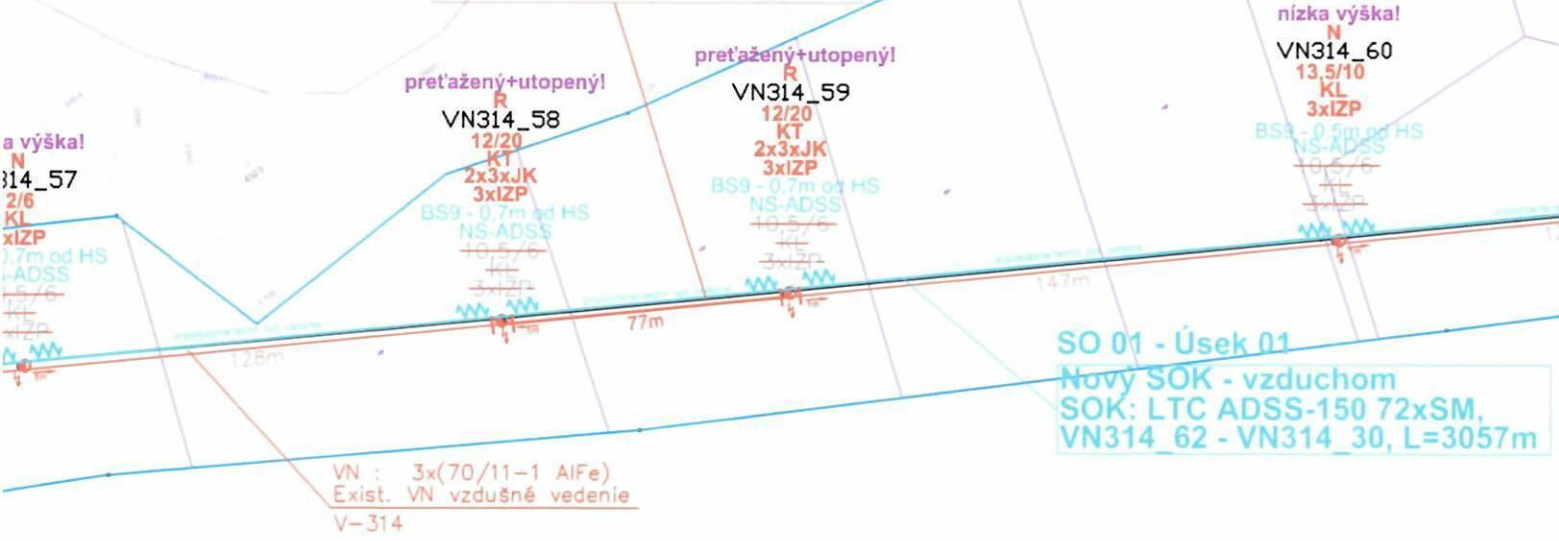 a výška!
N
314_57
2/6
KL
xIZP
0,7m od HS
-ADSS
KL
xIZP
preťažený+utopený!
R
VN314_58
12/20
KT
2x3xJK
3xIZP
BS9 - 0,7m od HS
NS-ADSS
10,5/6
KL
3xIZP
preťažený+utopený!
R
VN314_59
12/20
KT
2x3xJK
3xIZP
BS9 - 0,7m od HS
NS-ADSS
10,5/6
KL
3xIZP
nízka výška!
N
VN314_60
13,5/10
KL
3xIZP
BS9 - 0,5m od HS
NS-ADSS
10,5/6
KL
3xIZP
128m
77m
147m
SO 01 - Úsek 01
Nový SOK - vzduchom
SOK: LTC ADSS-150 72xSM,
VN314_62 - VN314_30, L=3057m
VN : 3x(70/11-1 AlFe)
Exist. VN vzdušné vedenie
V-314